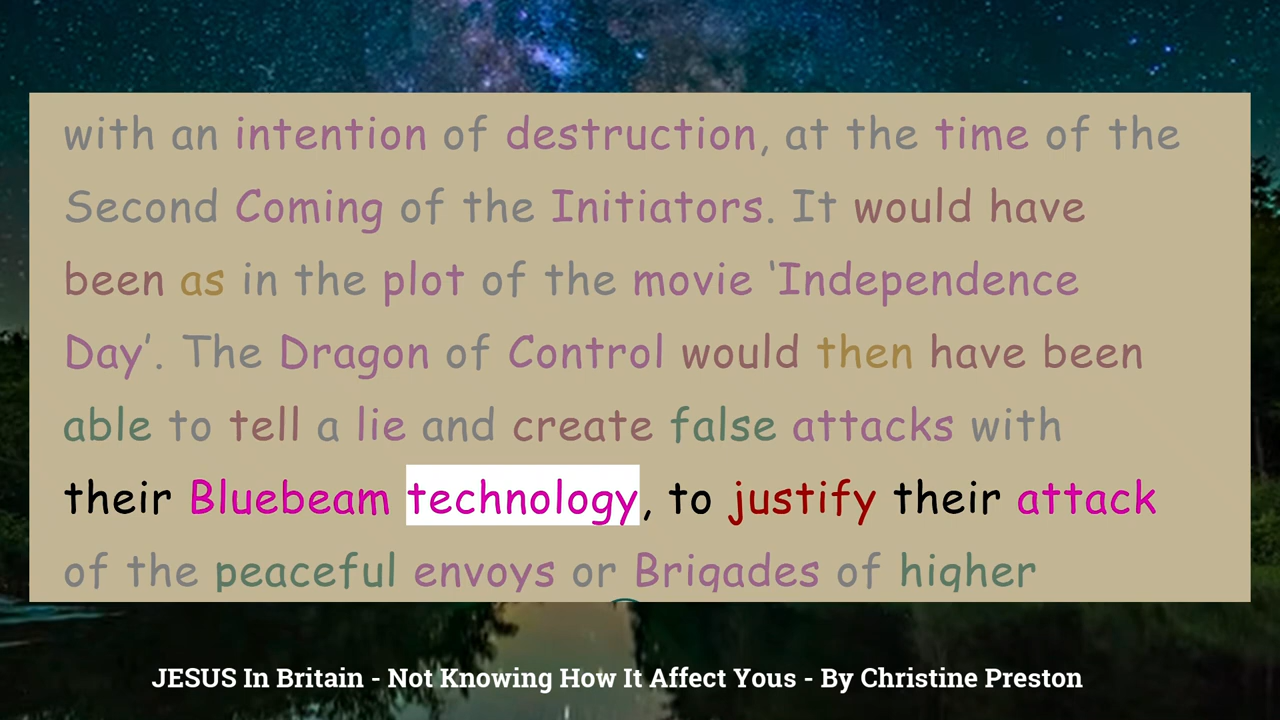 with an intention of destruction, at the time of the
Second Coming of the Initiators. It would have
been as in the plot of the movie ‘Independence
Day’. The Dragon of Control would then have been
able to tell a lie and create false attacks with
their Bluebeam technology, to justify their attack
of the peaceful envoys or Brigades of higher
JESUS In Britain - Not Knowing How It Affect Yous - By Christine Preston